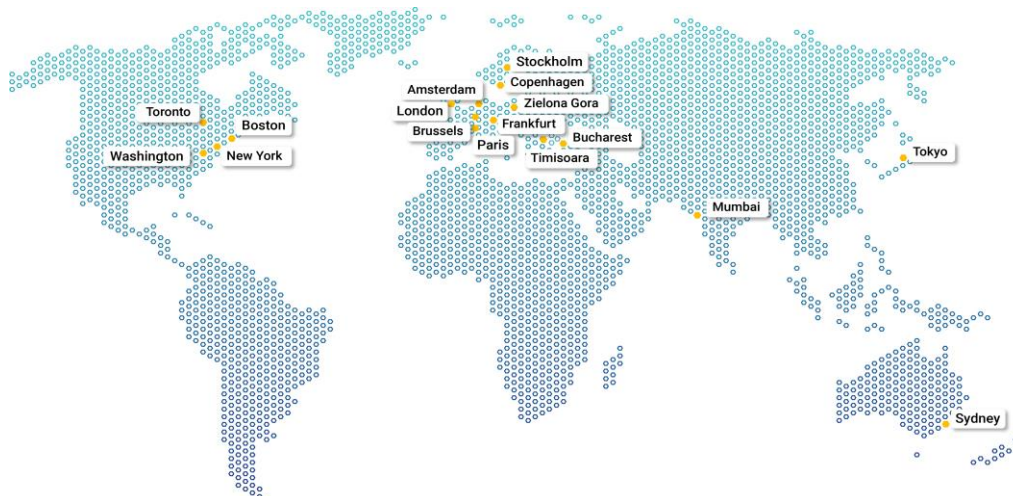 Stockholm
Copenhagen
Amsterdam
Zielona Gora
London
Toronto
Frankfurt
Boston
Brussels
Bucharest
Paris
Tokyo
New York
Washington
Timisoara
Mumbai
Sydney